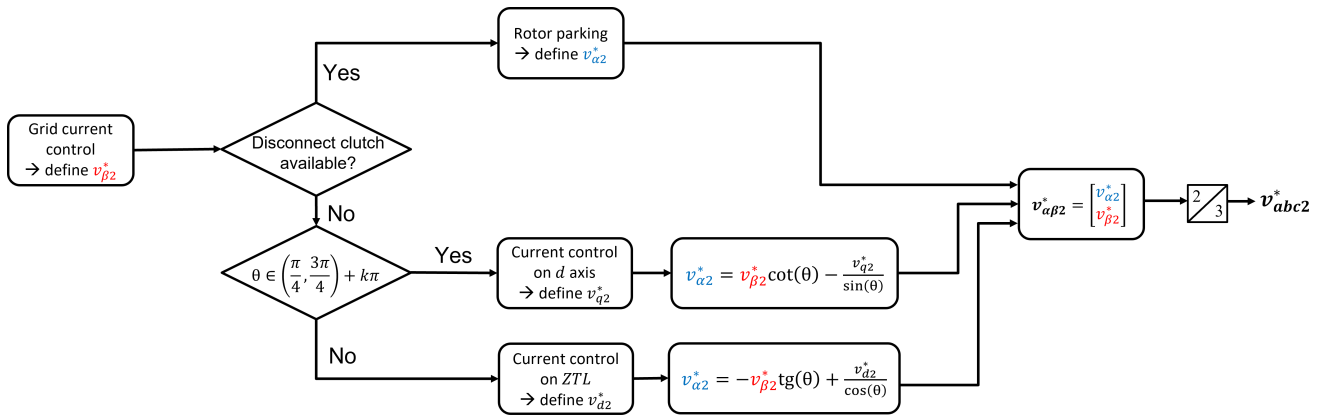 Grid current
control
→ define v*β2
Disconnect clutch
available?
Yes
Rotor parking
→ define v*α2
No
θ ∈ (π/4, 3π/4) + kπ
Yes
Current control
on d axis
→ define v*q2
v*α2 = v*β2cot(θ) − v*q2/sin(θ)
No
Current control
on ZTL
→ define v*d2
v*α2 = −v*β2tg(θ) + v*d2/cos(θ)
v*αβ2 = [v*α2
v*β2]
2
3
v*abc2